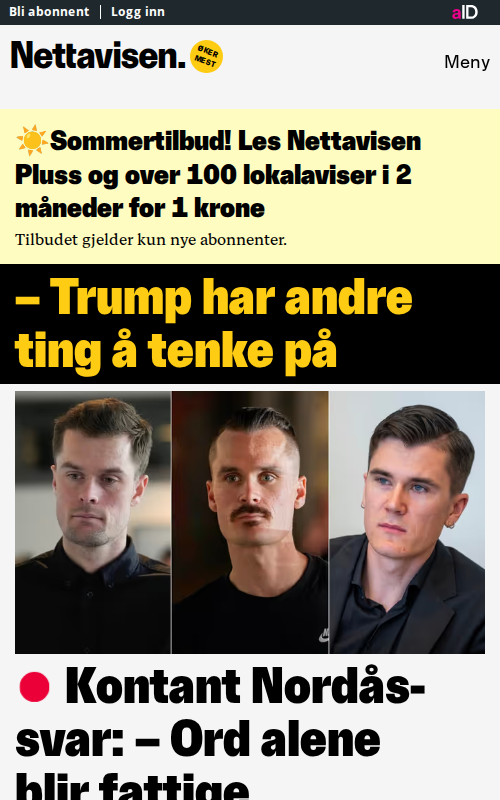 Bli abonnent
Logg inn
aID
Nettavisen.
ØKER
MEST
Meny
Sommertilbud! Les Nettavisen
Pluss og over 100 lokalaviser i 2
måneder for 1 krone
Tilbudet gjelder kun nye abonnenter.
– Trump har andre
ting å tenke på
Kontant Nordås-
svar: – Ord alene
blir fattige